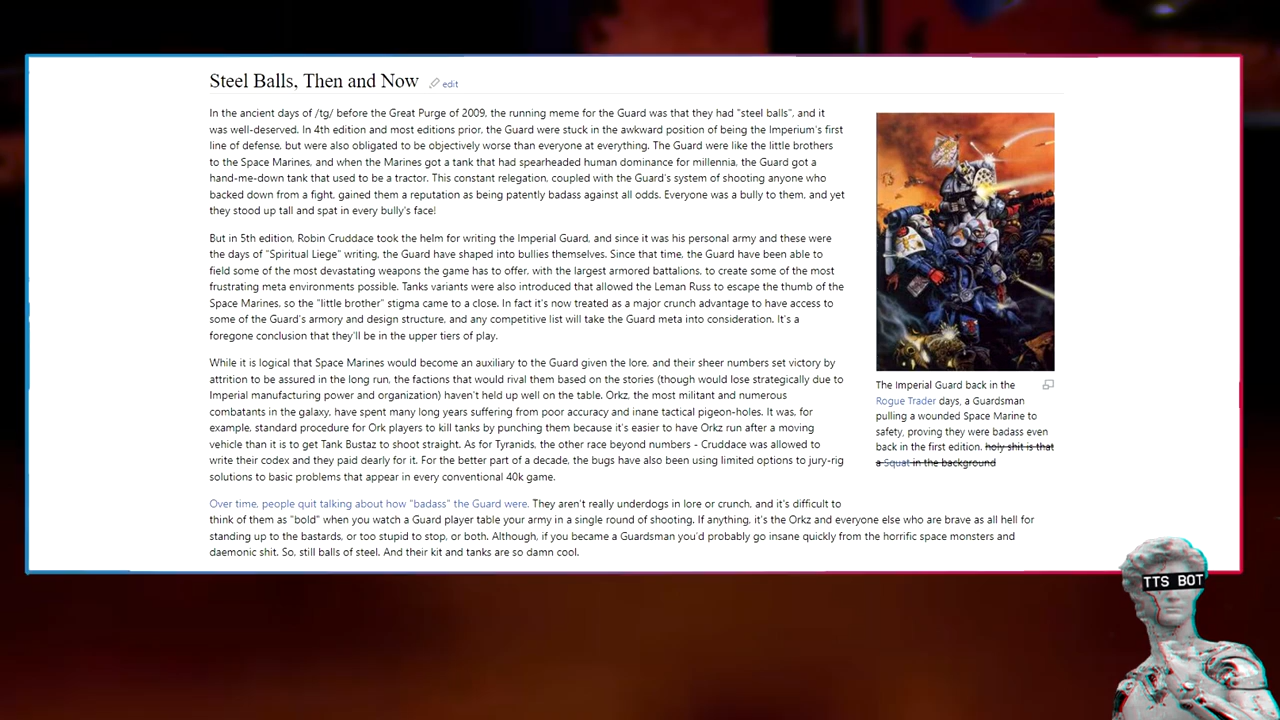 Steel Balls, Then and Now edit
In the ancient days of /tg/ before the Great Purge of 2009, the running meme for the Guard was that they had "steel balls", and it
was well-deserved. In 4th edition and most editions prior, the Guard were stuck in the awkward position of being the Imperium's first
line of defense, but were also obligated to be objectively worse than everyone at everything. The Guard were like the little brothers
to the Space Marines, and when the Marines got a tank that had spearheaded human dominance for millennia, the Guard got a
hand-me-down tank that used to be a tractor. This constant relegation, coupled with the Guard's system of shooting anyone who
backed down from a fight, gained them a reputation as being patently badass against all odds. Everyone was a bully to them, and yet
they stood up tall and spat in every bully's face!
But in 5th edition, Robin Cruddace took the helm for writing the Imperial Guard, and since it was his personal army and these were
the days of "Spiritual Liege" writing, the Guard have shaped into bullies themselves. Since that time, the Guard have been able to
field some of the most devastating weapons the game has to offer, with the largest armored battalions, to create some of the most
frustrating meta environments possible. Tanks variants were also introduced that allowed the Leman Russ to escape the thumb of the
Space Marines, so the "little brother" stigma came to a close. In fact it's now treated as a major crunch advantage to have access to
some of the Guard's armory and design structure, and any competitive list will take the Guard meta into consideration. It's a
foregone conclusion that they'll be in the upper tiers of play.
While it is logical that Space Marines would become an auxiliary to the Guard given the lore, and their sheer numbers set victory by
attrition to be assured in the long run, the factions that would rival them based on the stories (though would lose strategically due to
Imperial manufacturing power and organization) haven't held up well on the table. Orkz, the most militant and numerous
combatants in the galaxy, have spent many long years suffering from poor accuracy and inane tactical pigeon-holes. It was, for
example, standard procedure for Ork players to kill tanks by punching them because it's easier to have Orkz run after a moving
vehicle than it is to get Tank Bustaz to shoot straight. As for Tyranids, the other race beyond numbers - Cruddace was allowed to
write their codex and they paid dearly for it. For the better part of a decade, the bugs have also been using limited options to jury-rig
solutions to basic problems that appear in every conventional 40k game.
Over time, people quit talking about how "badass" the Guard were. They aren't really underdogs in lore or crunch, and it's difficult to
think of them as "bold" when you watch a Guard player table your army in a single round of shooting. If anything, it's the Orkz and everyone else who are brave as all hell for
standing up to the bastards, or too stupid to stop, or both. Although, if you became a Guardsman you'd probably go insane quickly from the horrific space monsters and
daemonic shit. So, still balls of steel. And their kit and tanks are so damn cool.
The Imperial Guard back in the
Rogue Trader days, a Guardsman
pulling a wounded Space Marine to
safety, proving they were badass even
back in the first edition. holy shit is that
a Squat in the background
TTS BOT